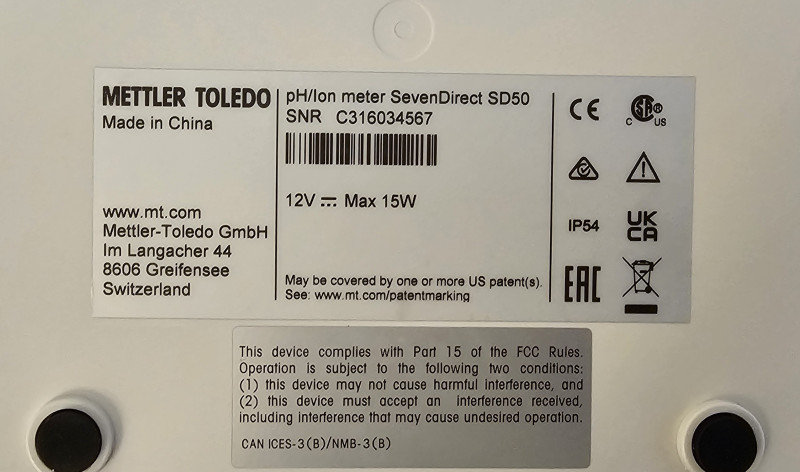 METTLER TOLEDO
Made in China
www.mt.com
Mettler-Toledo GmbH
Im Langacher 44
8606 Greifensee
Switzerland
pH/Ion meter SevenDirect SD50
SNR C316034567
12V Max 15W
May be covered by one or more US patent(s).
See: www.mt.com/patentmarking
CE
C SA ® US
IP54
UK
CA
EAC
This device complies with Part 15 of the FCC Rules.
Operation is subject to the following two conditions:
(1) this device may not cause harmful interference, and
(2) this device must accept an interference received,
including interference that may cause undesired operation.
CAN ICES-3(B)/NMB-3(B)